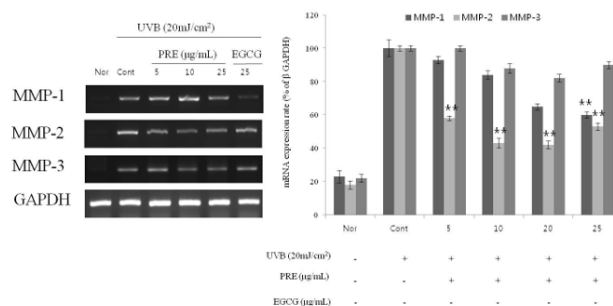 UVB (20mJ/cm²)
PRE (µg/mL) EGCG
Nor Cont 5 10 25 25
MMP-1
MMP-2
MMP-3
GAPDH
MMP-1 MMP-2 MMP-3
mRNA expression rate (% of β GAPDH)
120
100
80
60
40
20
0
** ** ** ** **
Nor Cont 5 10 20 25
UVB (20mJ/cm²) - + + + + +
PRE (µg/mL) - - + + + +
EGCG (µg/mL) - - - - - -